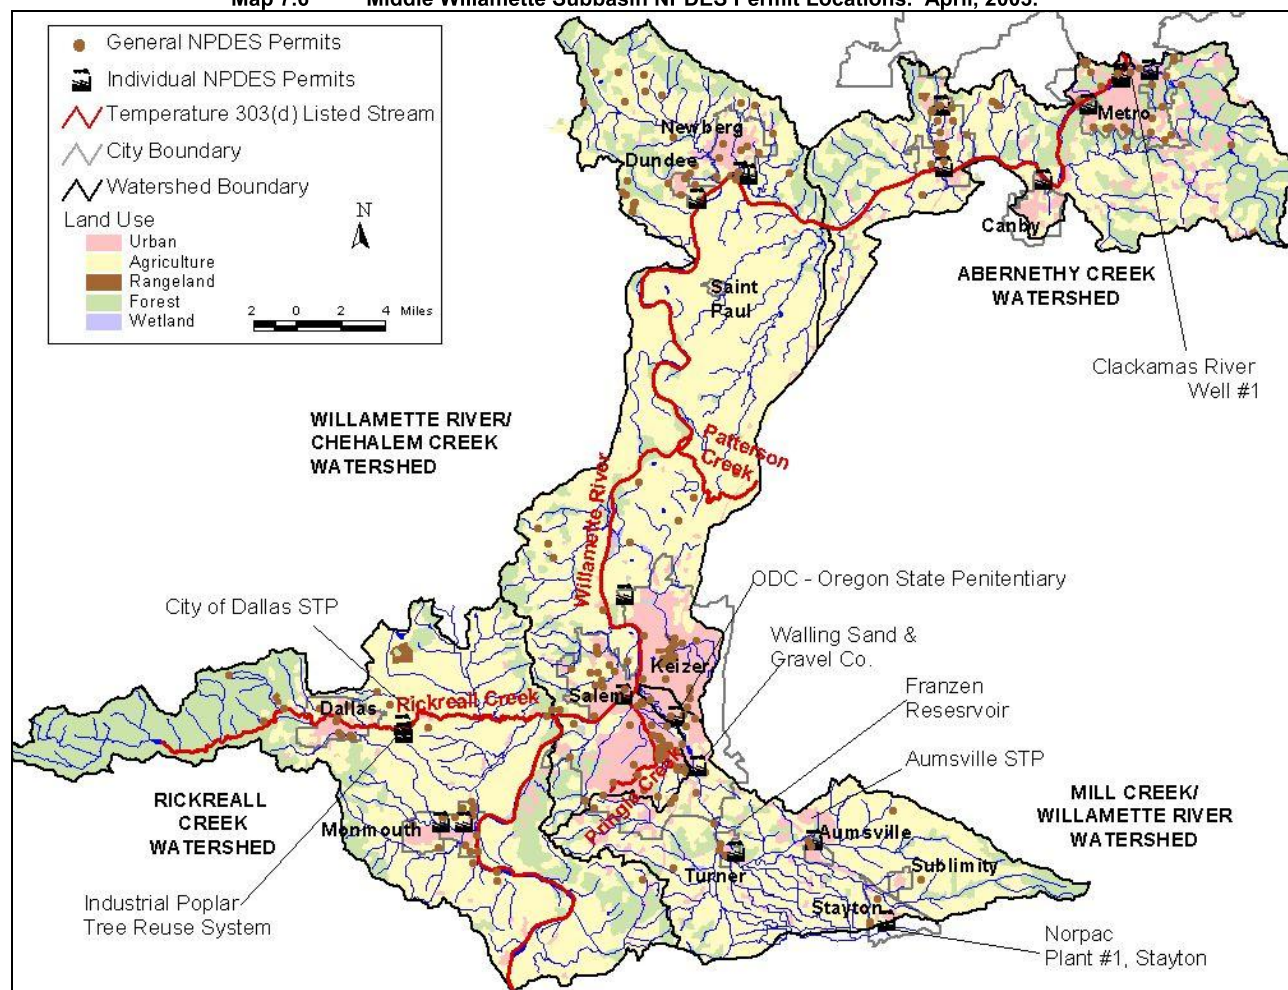 Map 7.6 Middle Willamette Subbasin NPDES Permit Locations. April, 2003.
General NPDES Permits
Individual NPDES Permits
Temperature 303(d) Listed Stream
City Boundary
Watershed Boundary
Land Use
Urban
Agriculture
Rangeland
Forest
Wetland
N
2 0 2 4 Miles
Newberg
Dundee
Metro
Canby
ABERNETHY CREEK
WATERSHED
Saint
Paul
Clackamas River
Well #1
WILLAMETTE RIVER/
CHEHALEM CREEK
WATERSHED
Patterson
Creek
Willamette River
ODC - Oregon State Penitentiary
City of Dallas STP
Walling Sand &
Gravel Co.
Keizer
Franzen
Resesrvoir
Salem
Rickreall Creek
Dallas
Aumsville STP
Pringle Creek
RICKREALL
CREEK
WATERSHED
MILL CREEK/
WILLAMETTE RIVER
WATERSHED
Monmouth
Aumsville
Sublimity
Turner
Stayton
Industrial Poplar
Tree Reuse System
Norpac
Plant #1, Stayton